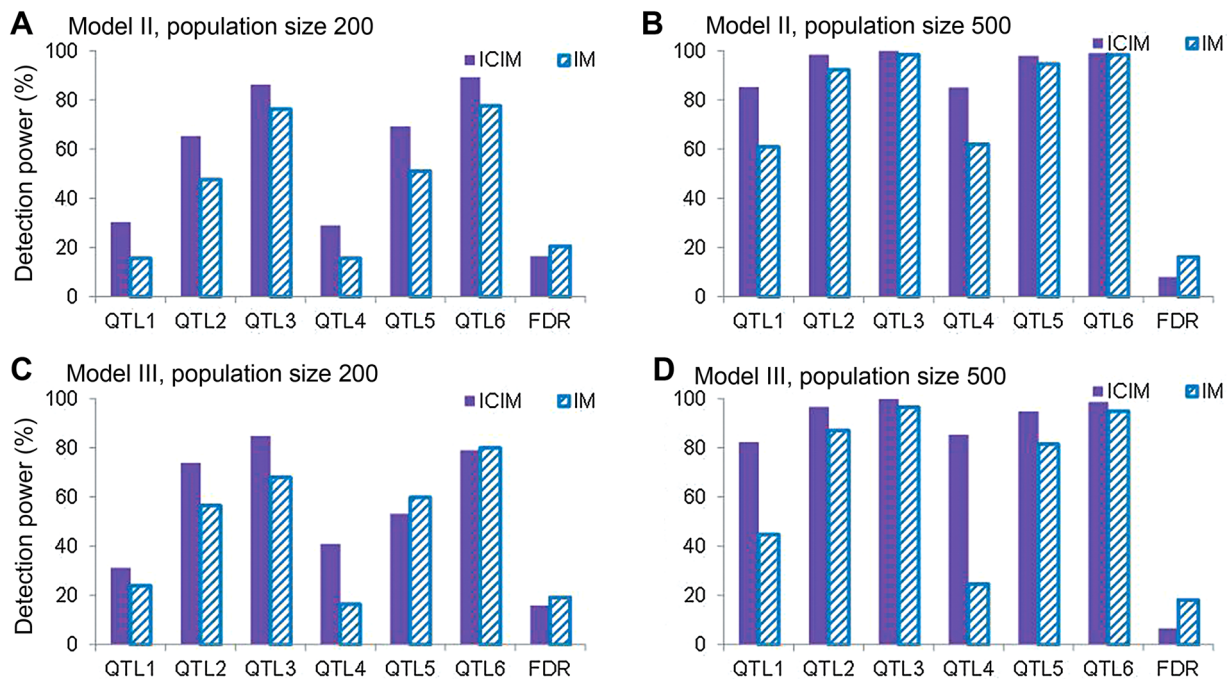 A Model II, population size 200
ICIM IM
Detection power (%)
100
80
60
40
20
0
QTL1 QTL2 QTL3 QTL4 QTL5 QTL6 FDR
B Model II, population size 500
ICIM IM
100
80
60
40
20
0
QTL1 QTL2 QTL3 QTL4 QTL5 QTL6 FDR
C Model III, population size 200
ICIM IM
Detection power (%)
100
80
60
40
20
0
QTL1 QTL2 QTL3 QTL4 QTL5 QTL6 FDR
D Model III, population size 500
ICIM IM
100
80
60
40
20
0
QTL1 QTL2 QTL3 QTL4 QTL5 QTL6 FDR